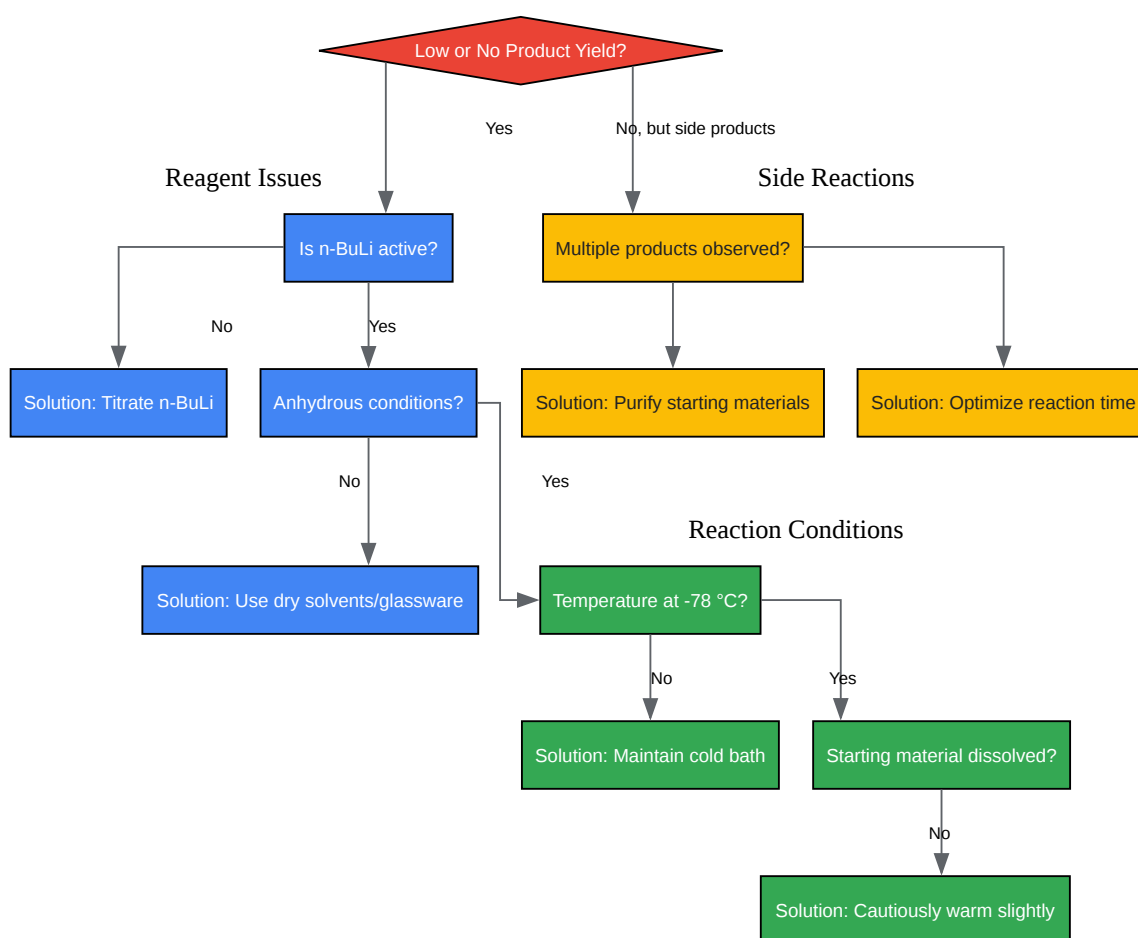 Low or No Product Yield?
Yes
No, but side products
Reagent Issues
Side Reactions
Is n-BuLi active?
Multiple products observed?
No
Yes
Solution: Titrate n-BuLi
Anhydrous conditions?
Solution: Purify starting materials
Solution: Optimize reaction time
No
Yes
Reaction Conditions
Solution: Use dry solvents/glassware
Temperature at -78 °C?
No
Yes
Solution: Maintain cold bath
Starting material dissolved?
No
Solution: Cautiously warm slightly